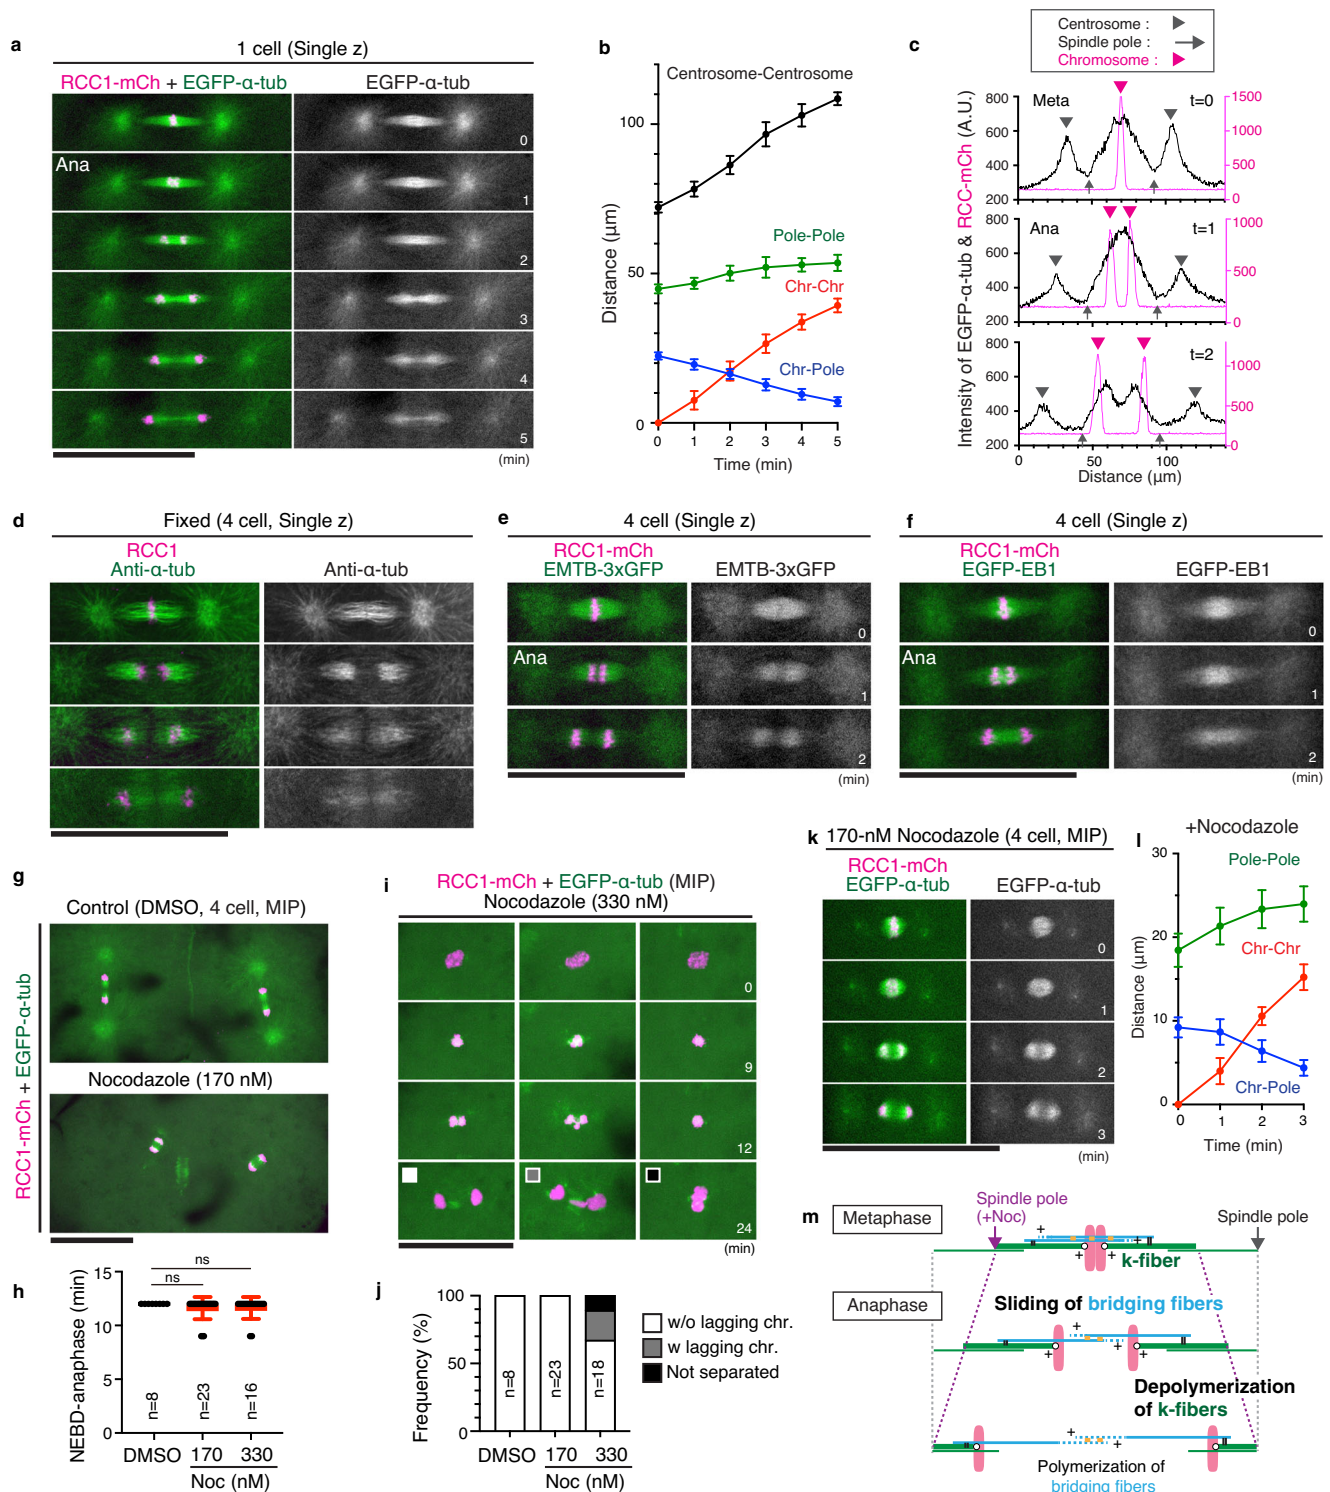 a
1 cell (Single z)
RCC1-mCh + EGFP-α-tub
EGFP-α-tub
0
Ana
1
2
3
4
5
(min)
b
Centrosome-Centrosome
Pole-Pole
Chr-Chr
Chr-Pole
100
50
0
Distance (μm)
0 1 2 3 4 5
Time (min)
Centrosome :
Spindle pole :
Chromosome :
c
Intensity of EGFP-α-tub & RCC-mCh (A.U.)
Meta
t=0
800
600
400
200
1500
1000
500
0
Ana
t=1
800
600
400
200
1000
500
0
t=2
800
600
400
200
1000
500
0
0 50 100
Distance (μm)
d
Fixed (4 cell, Single z)
RCC1
Anti-α-tub
Anti-α-tub
e
4 cell (Single z)
RCC1-mCh
EMTB-3xGFP
EMTB-3xGFP
0
Ana
1
2
(min)
f
4 cell (Single z)
RCC1-mCh
EGFP-EB1
EGFP-EB1
0
Ana
1
2
(min)
g
Control (DMSO, 4 cell, MIP)
Nocodazole (170 nM)
RCC1-mCh + EGFP-α-tub
h
NEBD-anaphase (min)
15
10
5
0
ns
ns
n=8
n=23
n=16
DMSO 170 330
Noc (nM)
i
RCC1-mCh + EGFP-α-tub (MIP)
Nocodazole (330 nM)
0
9
12
24
(min)
j
Frequency (%)
100
50
0
n=8
n=23
n=18
DMSO 170 330
Noc (nM)
w/o lagging chr.
w lagging chr.
Not separated
k
170-nM Nocodazole (4 cell, MIP)
RCC1-mCh
EGFP-α-tub
EGFP-α-tub
0
1
2
3
(min)
l
+Nocodazole
Pole-Pole
Chr-Chr
Chr-Pole
30
20
10
0
Distance (μm)
0 1 2 3
Time (min)
m
Metaphase
Spindle pole
(+Noc)
Spindle pole
+ +
+ +
k-fiber
Anaphase
Sliding of bridging fibers
+
+ +
+
Depolymerization
of k-fibers
+
+
Polymerization of
bridging fibers